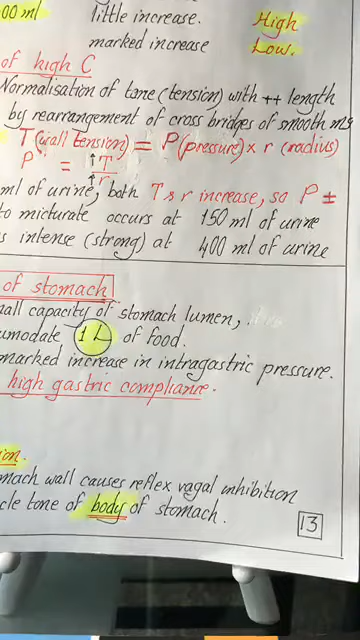 00 ml little increase. High
marked increase Low.
of high C
Normalisation of tone (tension) with ++ length
by rearrangement of cross bridges of smooth ms
T (wall tension) = P (pressure) x r (radius)
P = ↑T / ↑r
ml of urine, both T & r increase, so P ±
to micturate occurs at 150 ml of urine
s intense (strong) at 400 ml of urine
of stomach
mall capacity of stomach lumen,
umodate 1 L of food.
marked increase in intragastric pressure.
high gastric compliance.
ion.
mach wall causes reflex vagal inhibition
cle tone of body of stomach.
13